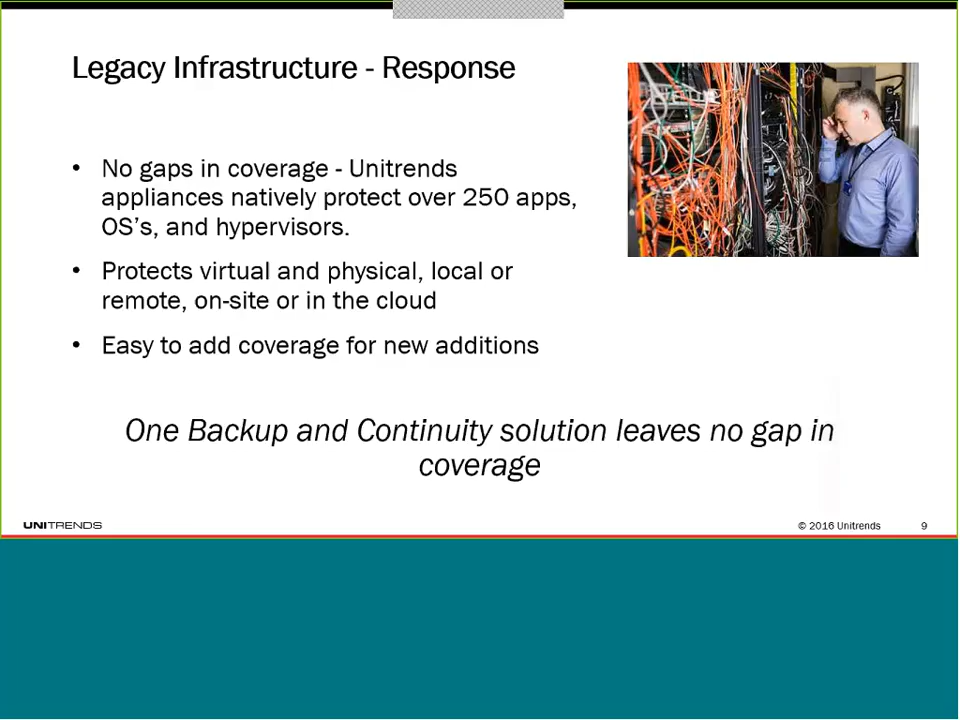 Legacy Infrastructure - Response
• No gaps in coverage - Unitrends
appliances natively protect over 250 apps,
OS's, and hypervisors.
• Protects virtual and physical, local or
remote, on-site or in the cloud
• Easy to add coverage for new additions
One Backup and Continuity solution leaves no gap in
coverage
UNITRENDS
© 2016 Unitrends
9